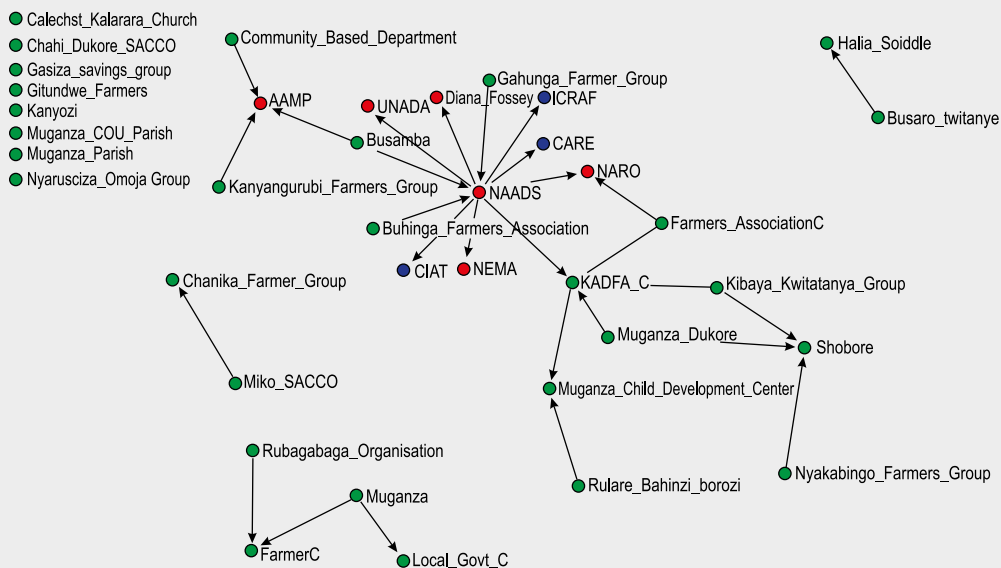 Calechst_Kalarara_Church
Chahi_Dukore_SACCO
Gasiza_savings_group
Gitundwe_Farmers
Kanyozi
Muganza_COU_Parish
Muganza_Parish
Nyarusciza_Omoja Group
Community_Based_Department
AAMP
UNADA
Diana_Fossey
Gahunga_Farmer_Group
ICRAF
Halia_Soiddle
Busaro_twitanye
Busamba
CARE
NARO
Kanyangurubi_Farmers_Group
NAADS
Buhinga_Farmers_Association
Farmers_AssociationC
CIAT
NEMA
Chanika_Farmer_Group
KADFA_C
Kibaya_Kwitatanya_Group
Muganza_Dukore
Shobore
Miko_SACCO
Muganza_Child_Development_Center
Rubagabaga_Organisation
Nyakabingo_Farmers_Group
Rulare_Bahinzi_borozi
Muganza
FarmerC
Local_Govt_C